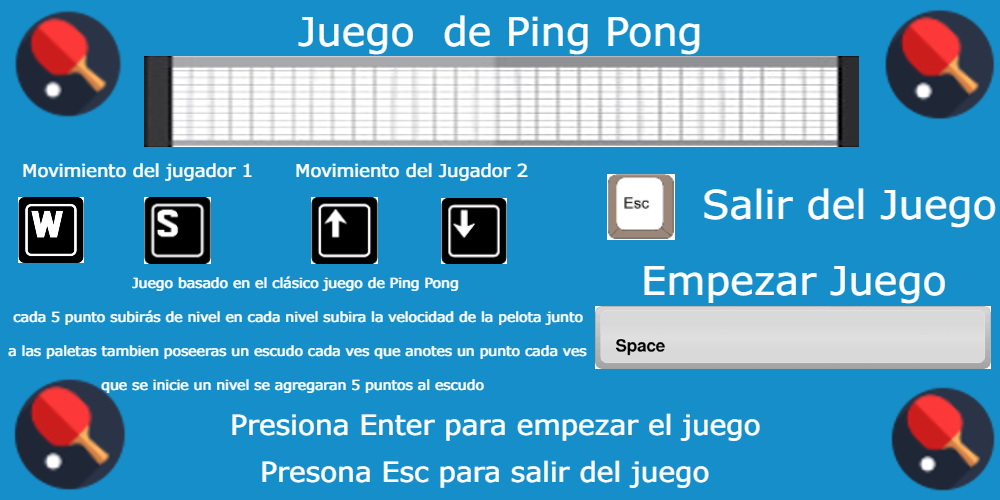 Juego de Ping Pong
Movimiento del jugador 1
Movimiento del Jugador 2
W
S
Esc
Salir del Juego
Juego basado en el clásico juego de Ping Pong
cada 5 punto subirás de nivel en cada nivel subira la velocidad de la pelota junto
a las paletas tambien poseeras un escudo cada ves que anotes un punto cada ves
que se inicie un nivel se agregaran 5 puntos al escudo
Empezar Juego
Space
Presiona Enter para empezar el juego
Presona Esc para salir del juego